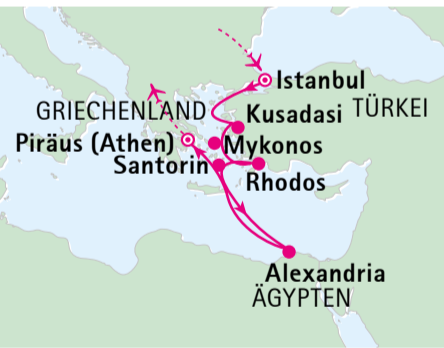 Istanbul
GRIECHENLAND
Kusadasi TÜRKEI
Piräus (Athen)
Mykonos
Santorin
Rhodos
Alexandria
ÄGYPTEN